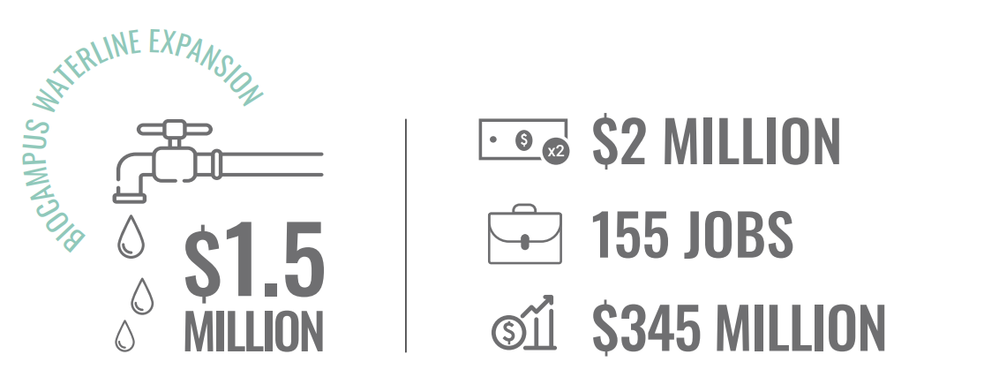 BIOCAMPUS WATERLINE EXPANSION
$1.5
MILLION
$
x2
$2 MILLION
155 JOBS
$
$345 MILLION